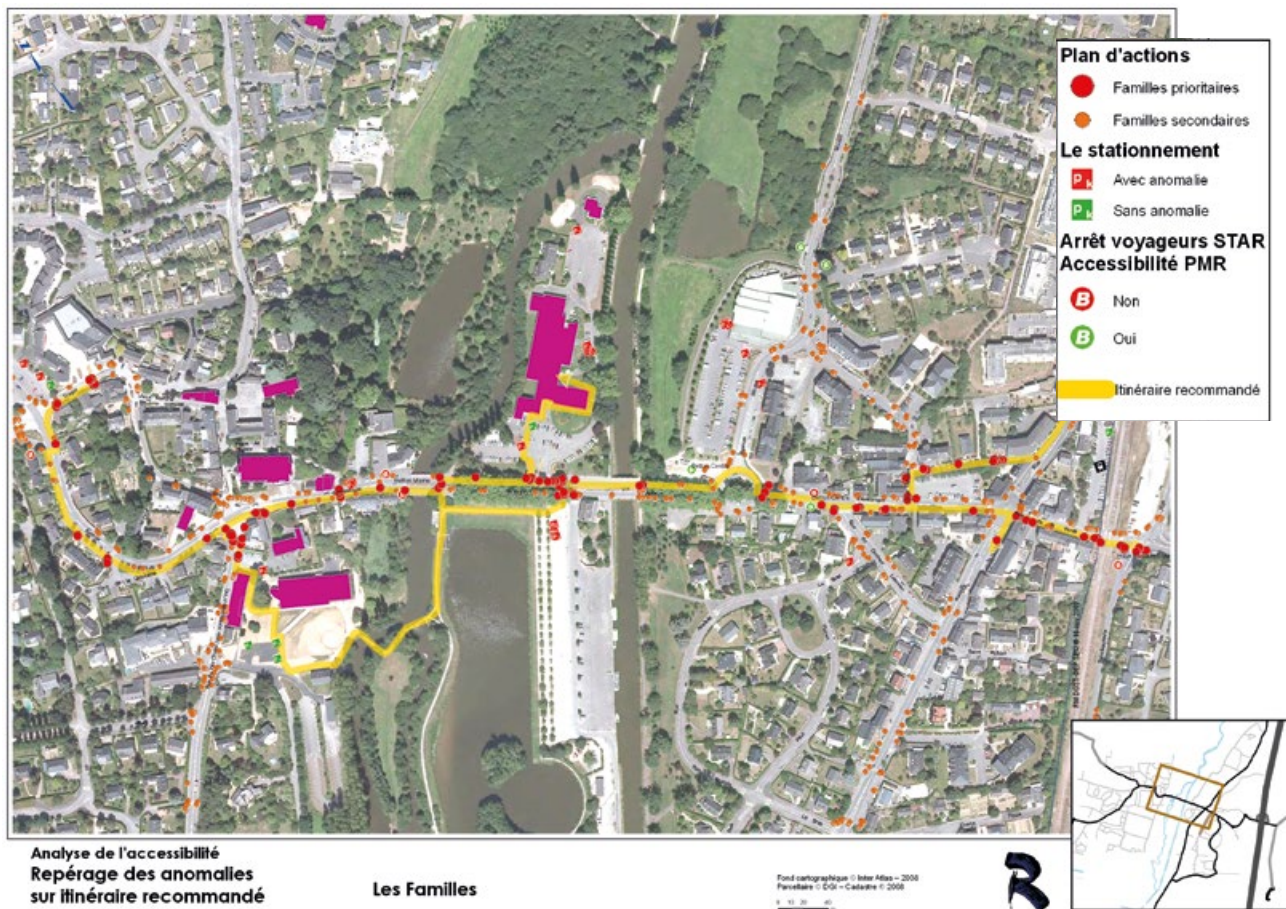 Plan d'actions
Familles prioritaires
Familles secondaires
Le stationnement
Avec anomalie
Sans anomalie
Arrêt voyageurs STAR
Accessibilité PMR
B Non
B Oui
Itinéraire recommandé
Analyse de l'accessibilité
Repérage des anomalies
sur itinéraire recommandé
Les Familles
R
Fond cartographique © Inter Atlas – 2008
Parcellaire © DGI – Cadastre © 2008